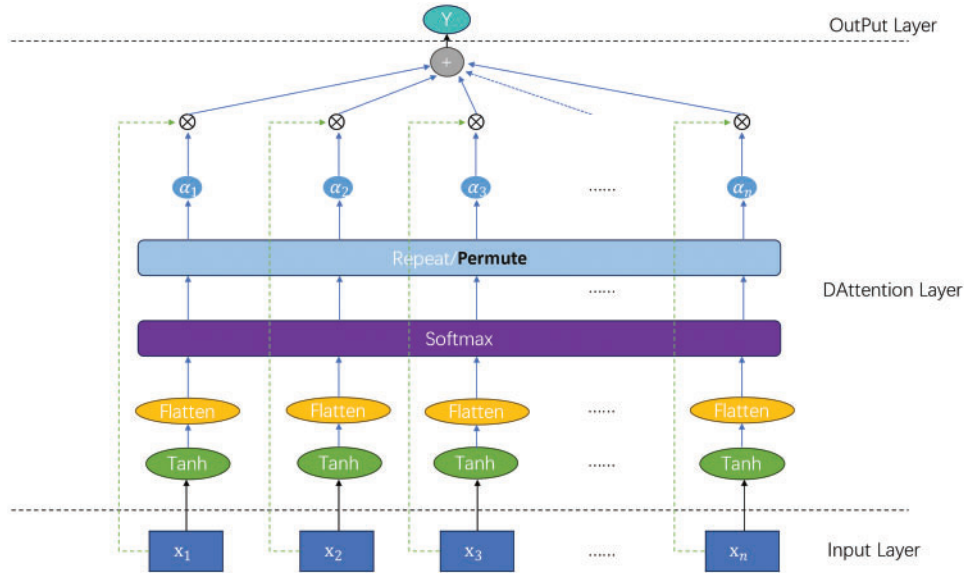 Y
OutPut Layer
+
α₁ α₂ α₃ ...... αₙ
Repeat/Permute
......
DAttention Layer
Softmax
Flatten Flatten Flatten ...... Flatten
Tanh Tanh Tanh ...... Tanh
x₁ x₂ x₃ ...... xₙ
Input Layer